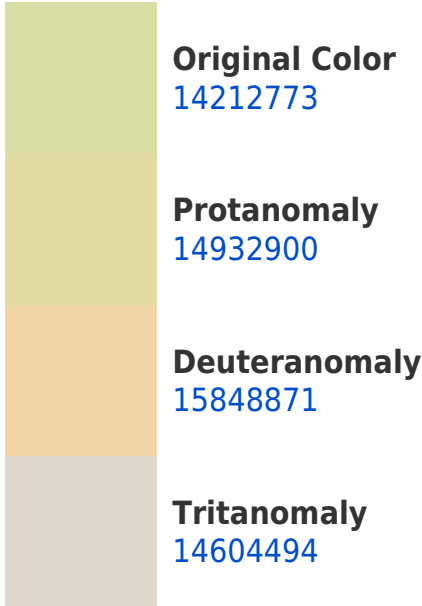 Original Color
14212773
Protanomaly
14932900
Deuteranomaly
15848871
Tritanomaly
14604494